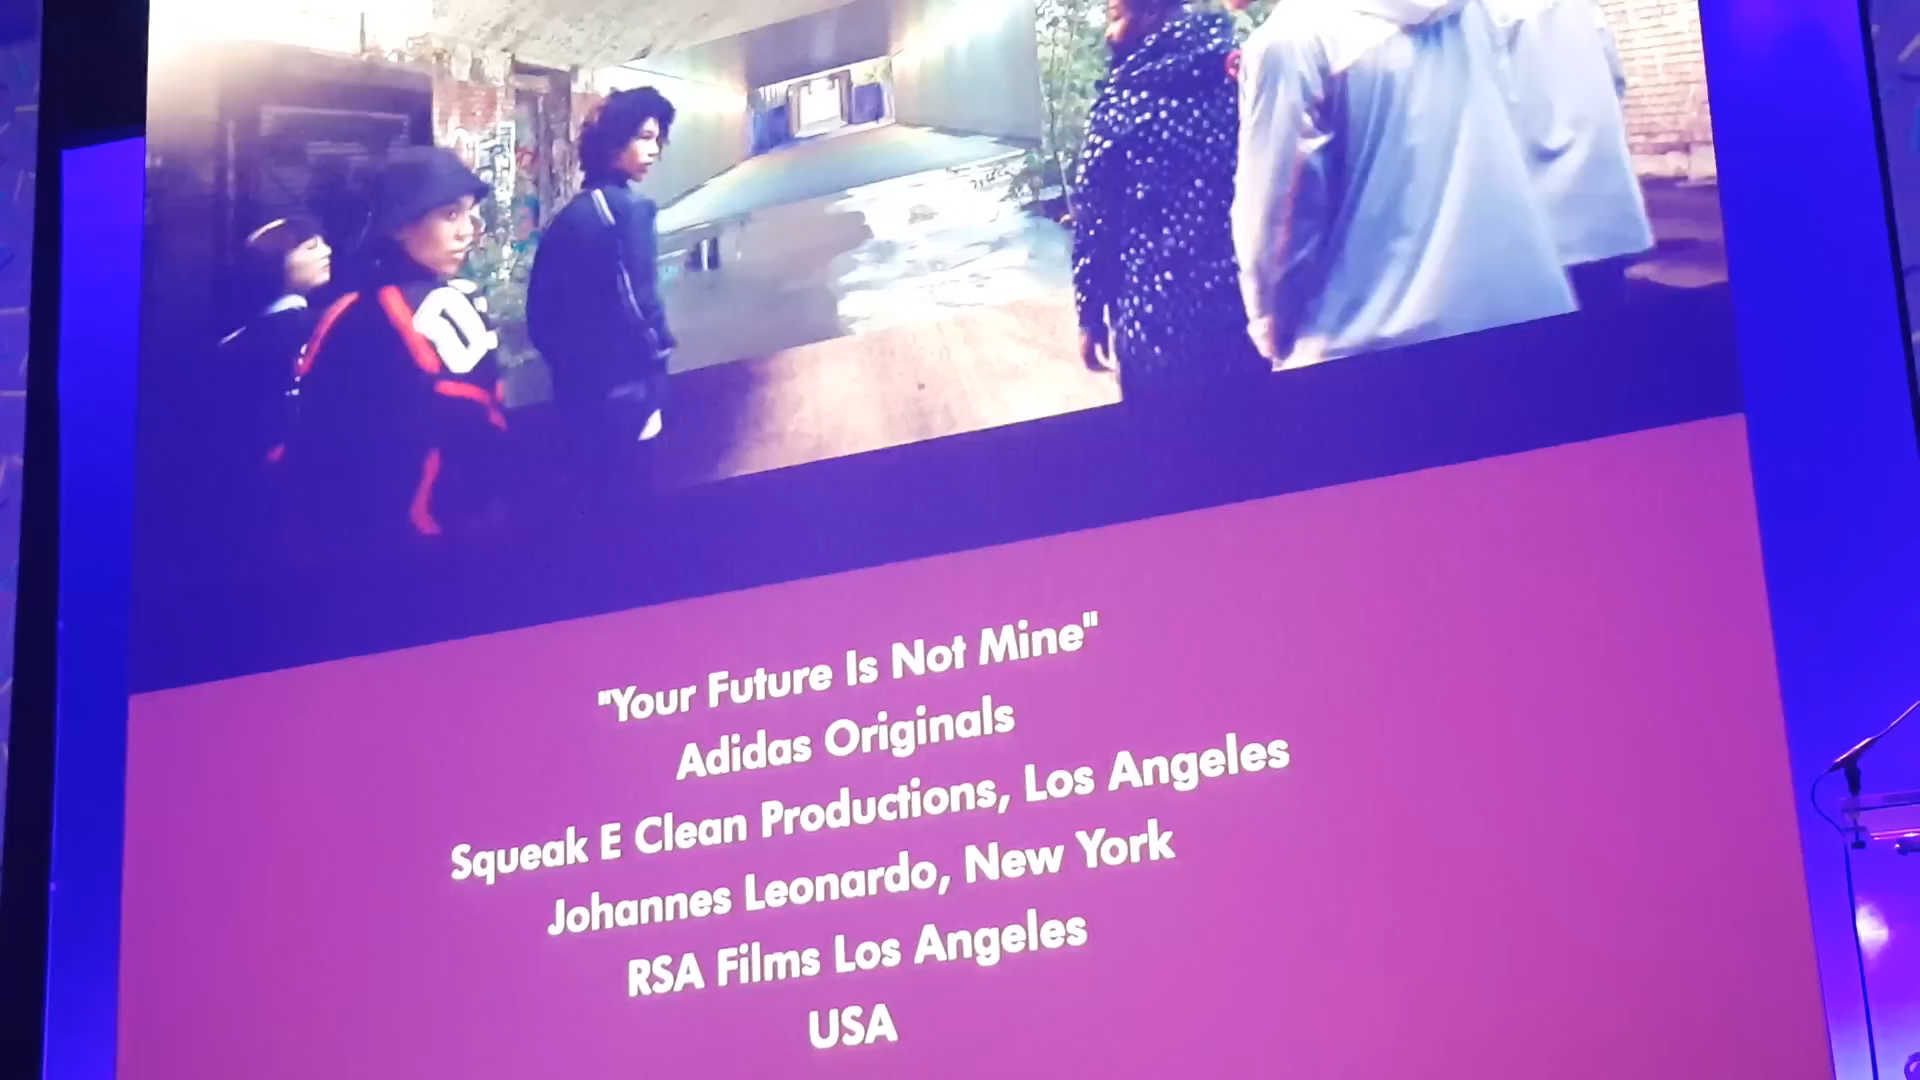 "Your Future Is Not Mine"
Adidas Originals
Squeak E Clean Productions, Los Angeles
Johannes Leonardo, New York
RSA Films Los Angeles
USA